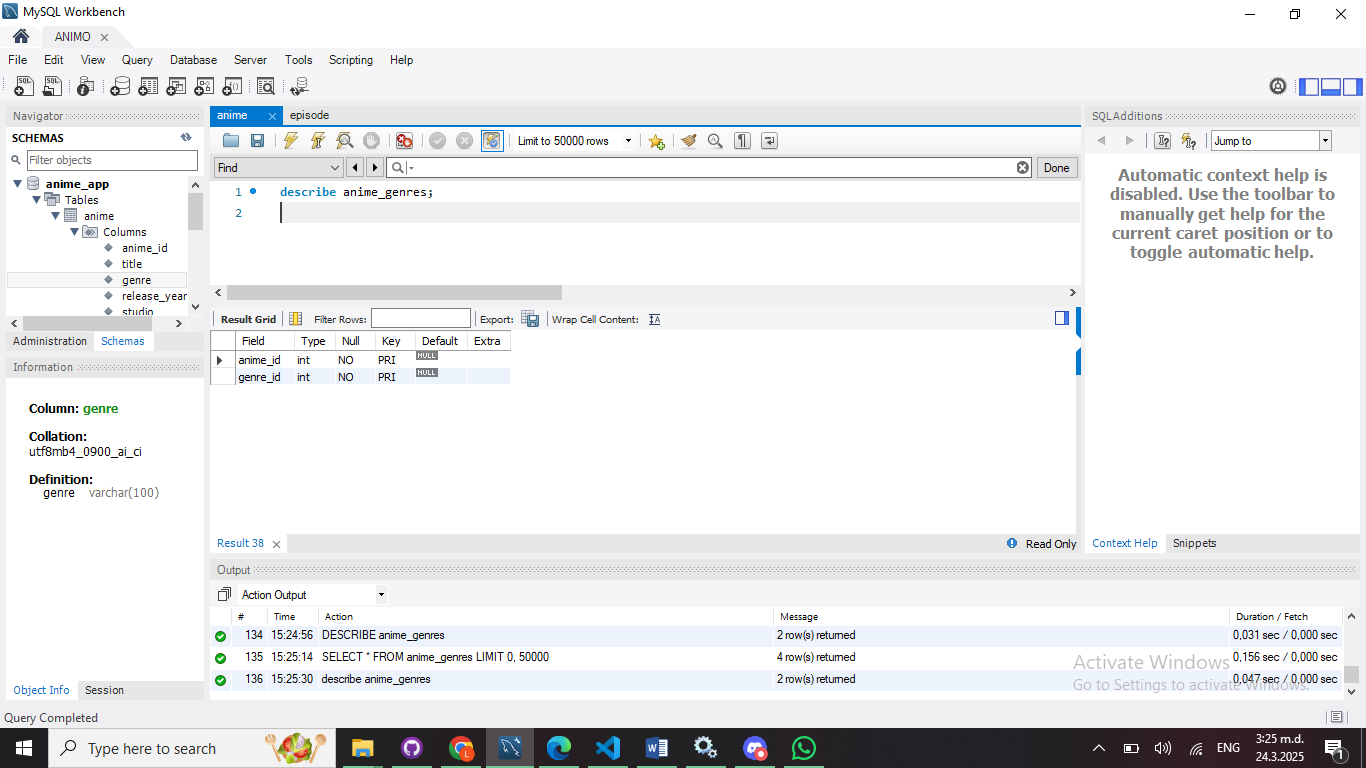 MySQL Workbench
ANIMO
File Edit View Query Database Server Tools Scripting Help
Navigator
SCHEMAS
Filter objects
anime_app
Tables
anime
Columns
anime_id
title
genre
release_year
studio
Administration Schemas
Information
Column: genre
Collation:
utf8mb4_0900_ai_ci
Definition:
genre varchar(100)
Object Info Session
anime episode
Limit to 50000 rows
Find Done
1 describe anime_genres;
2
Result Grid Filter Rows: Export: Wrap Cell Content:
Field Type Null Key Default Extra
anime_id int NO PRI NULL
genre_id int NO PRI NULL
Result 38 Read Only
SQLAdditions
Jump to
Automatic context help is
disabled. Use the toolbar to
manually get help for the
current caret position or to
toggle automatic help.
Context Help Snippets
Output
Action Output
# Time Action Message Duration / Fetch
134 15:24:56 DESCRIBE anime_genres 2 row(s) returned 0,031 sec / 0,000 sec
135 15:25:14 SELECT * FROM anime_genres LIMIT 0, 50000 4 row(s) returned 0,156 sec / 0,000 sec
136 15:25:30 describe anime_genres 2 row(s) returned 0,047 sec / 0,000 sec
Activate Windows
Go to Settings to activate Windows.
Query Completed
Type here to search
ENG
3:25 m.d.
24.3.2025
1